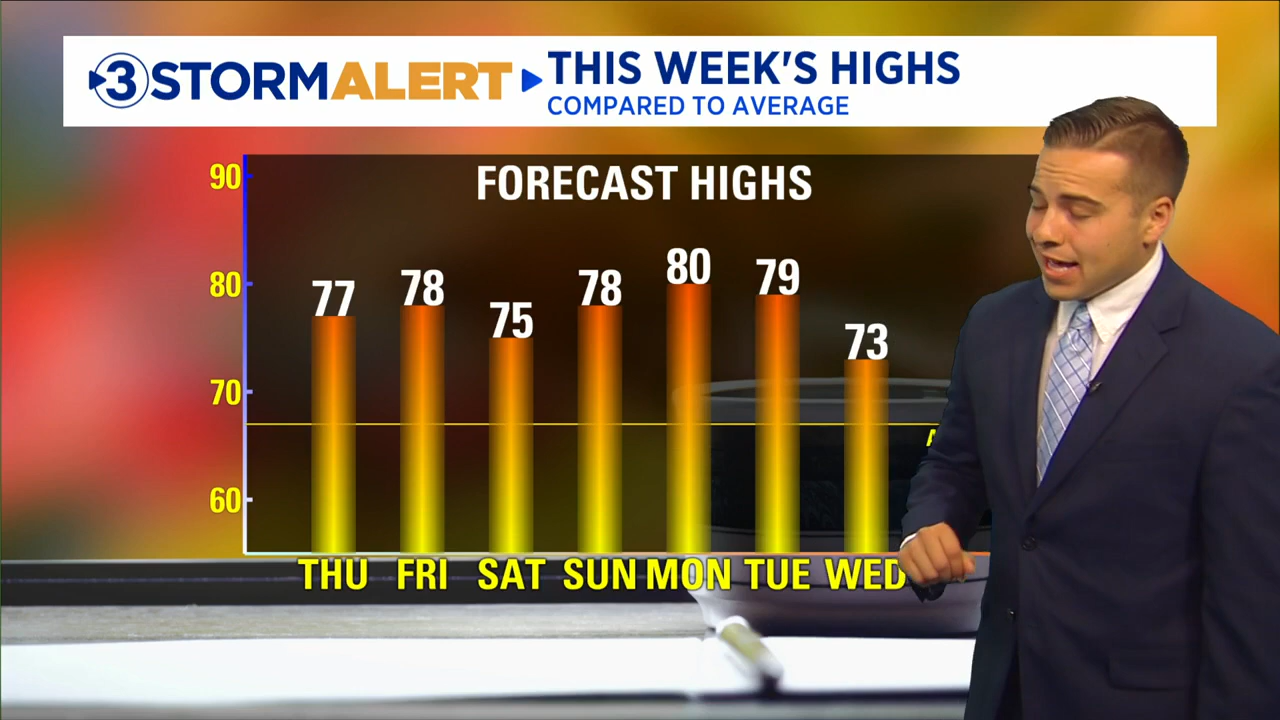 3 STORMALERT THIS WEEK'S HIGHS
COMPARED TO AVERAGE
FORECAST HIGHS
90
80
70
60
77 78 75 78 80 79 73
THU FRI SAT SUN MON TUE WED